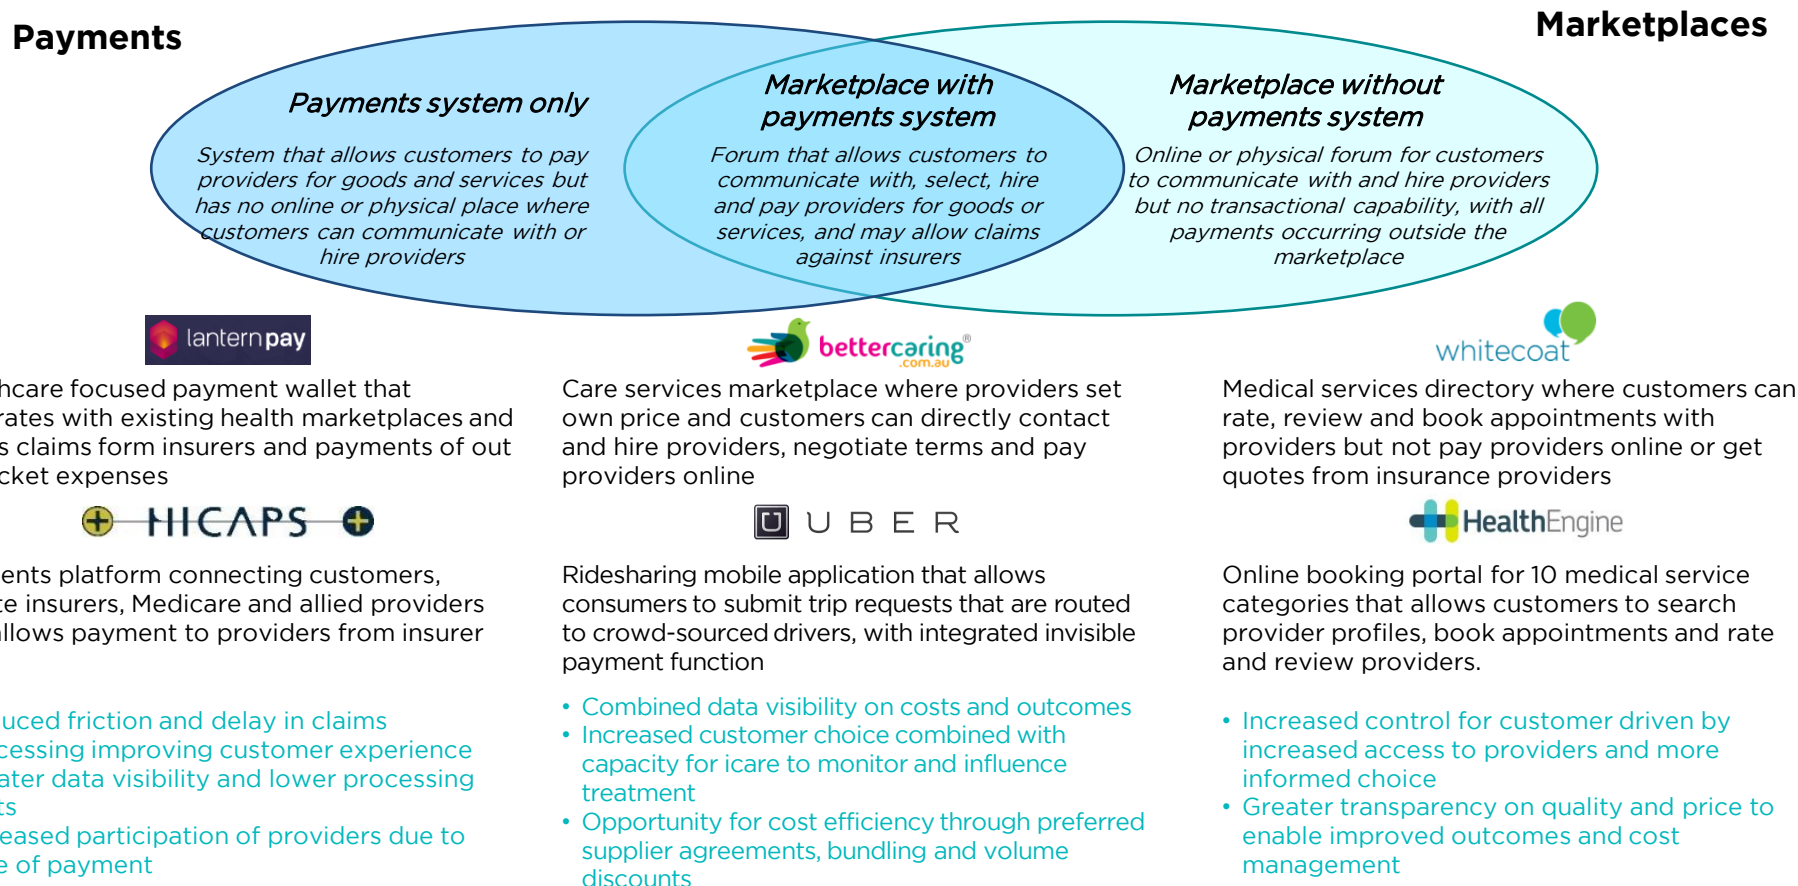 Payments
Marketplaces
Payments system only
System that allows customers to pay
providers for goods and services but
has no online or physical place where
customers can communicate with or
hire providers
Marketplace with
payments system
Forum that allows customers to
communicate with, select, hire
and pay providers for goods or
services, and may allow claims
against insurers
Marketplace without
payments system
Online or physical forum for customers
to communicate with and hire providers
but no transactional capability, with all
payments occurring outside the
marketplace
lanternpay
hcare focused payment wallet that
rates with existing health marketplaces and
s claims form insurers and payments of out
cket expenses
HICAPS
ents platform connecting customers,
te insurers, Medicare and allied providers
allows payment to providers from insurer
uced friction and delay in claims
cessing improving customer experience
ater data visibility and lower processing
ts
eased participation of providers due to
e of payment
bettercaring®
.com.au
Care services marketplace where providers set
own price and customers can directly contact
and hire providers, negotiate terms and pay
providers online
U UBER
Ridesharing mobile application that allows
consumers to submit trip requests that are routed
to crowd-sourced drivers, with integrated invisible
payment function
• Combined data visibility on costs and outcomes
• Increased customer choice combined with
capacity for icare to monitor and influence
treatment
• Opportunity for cost efficiency through preferred
supplier agreements, bundling and volume
discounts
whitecoat
Medical services directory where customers can
rate, review and book appointments with
providers but not pay providers online or get
quotes from insurance providers
HealthEngine
Online booking portal for 10 medical service
categories that allows customers to search
provider profiles, book appointments and rate
and review providers.
• Increased control for customer driven by
increased access to providers and more
informed choice
• Greater transparency on quality and price to
enable improved outcomes and cost
management